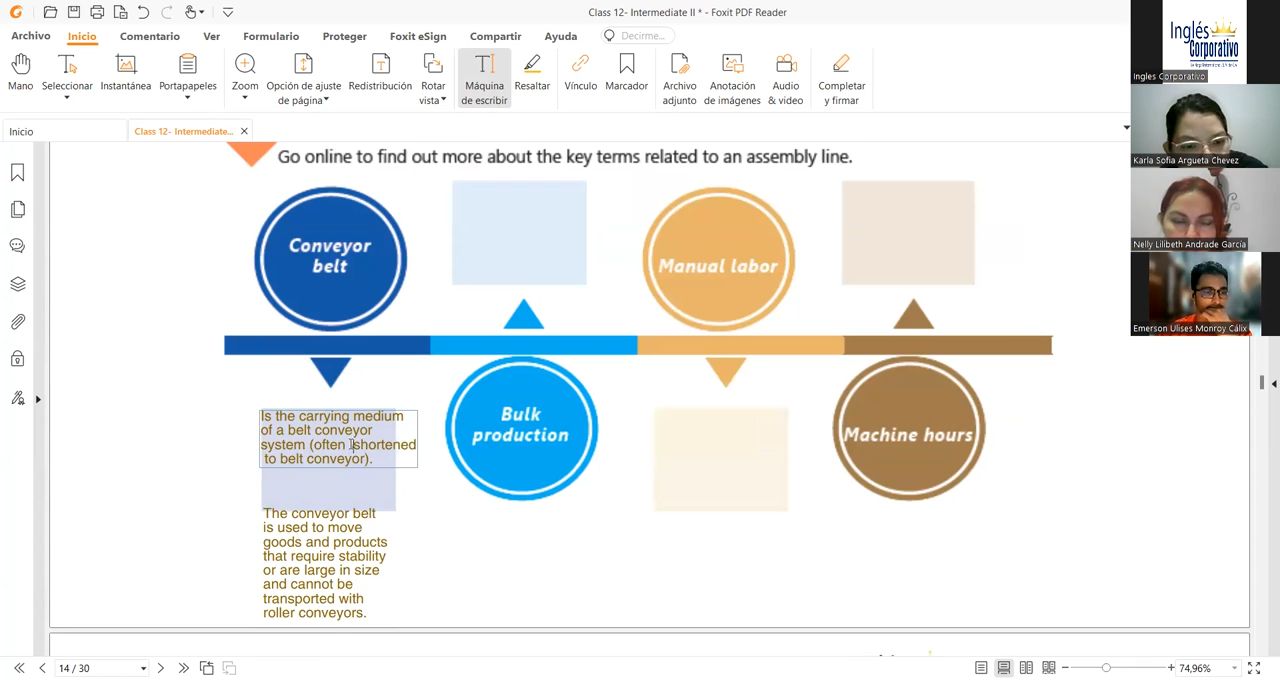 Class 12- Intermediate II * - Foxit PDF Reader
Archivo Inicio Comentario Ver Formulario Proteger Foxit eSign Compartir Ayuda Decirme...
Mano Seleccionar Instantánea Portapapeles Zoom Opción de ajuste de página Redistribución Rotar vista Máquina de escribir Resaltar Vínculo Marcador Archivo adjunto Anotación de imágenes Audio & video Completar y firmar
Inicio Class 12- Intermediate...
Go online to find out more about the key terms related to an assembly line.
Conveyor
belt
Manual labor
Bulk
production
Machine hours
Is the carrying medium
of a belt conveyor
system (often shortened
to belt conveyor).
The conveyor belt
is used to move
goods and products
that require stability
or are large in size
and cannot be
transported with
roller conveyors.
14 / 30
74,96%
Inglés
Corporativo
Ingles Corporativo
Karla Sofia Argueta Chevez
Nelly Lilibeth Andrade García
Emerson Ulises Monroy Cálix